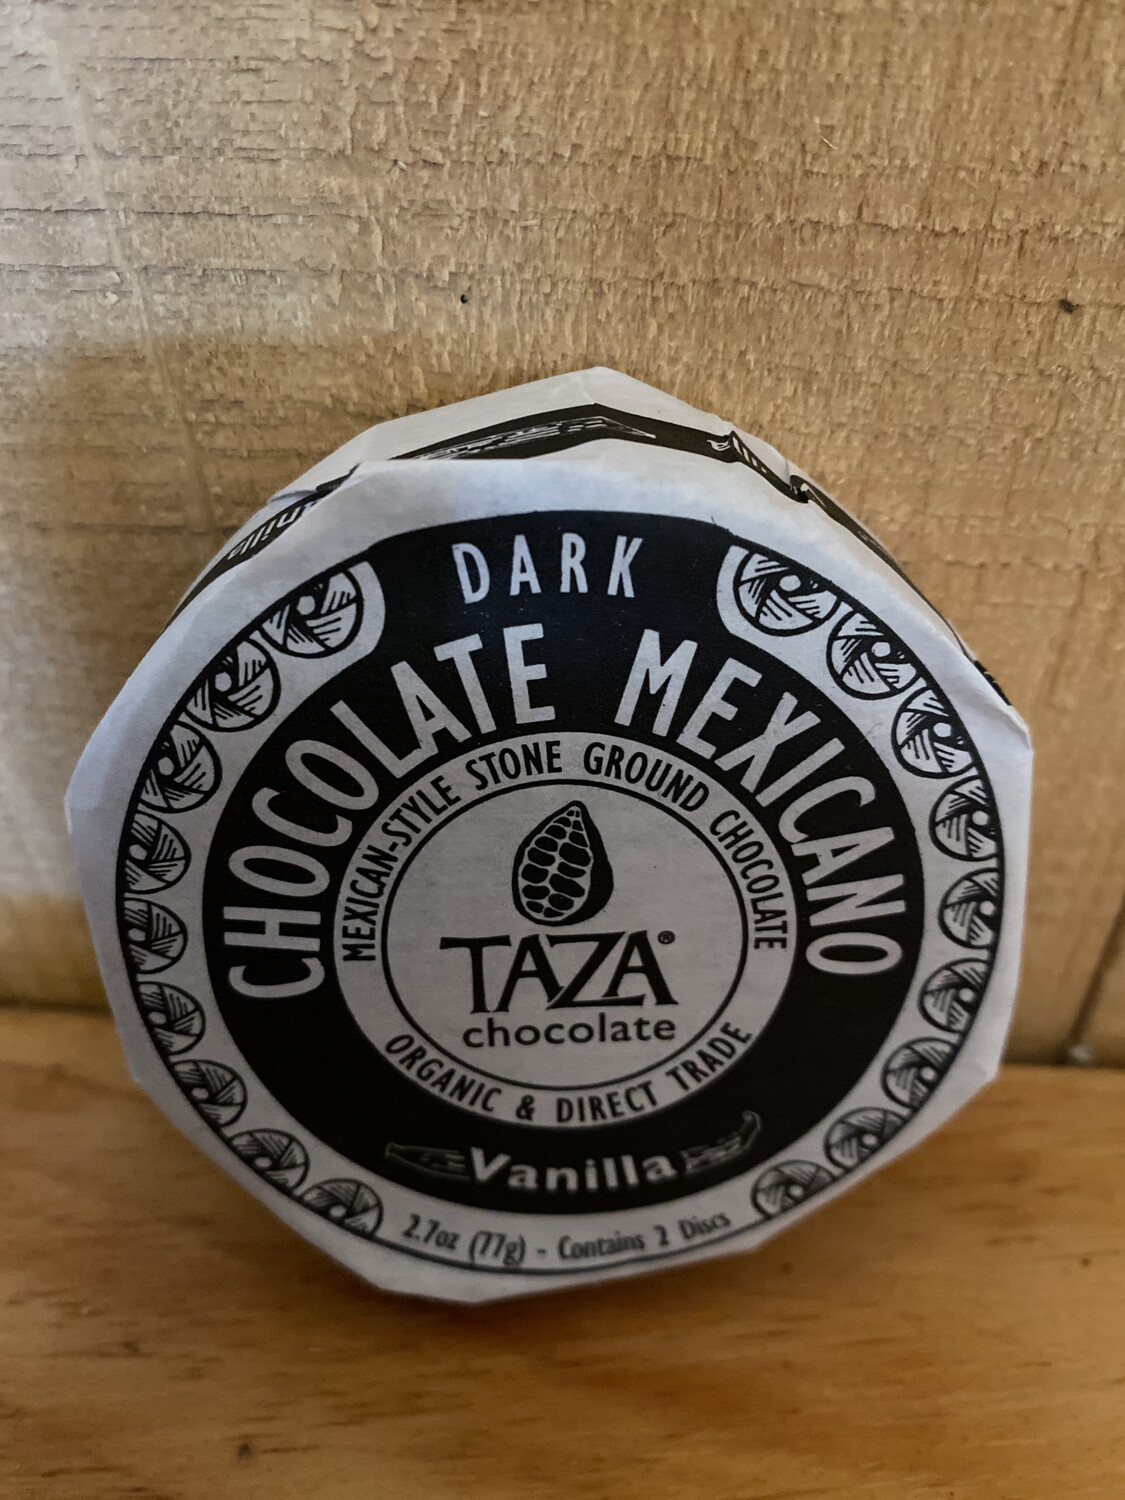 DARK
CHOCOLATE MEXICANO
MEXICAN-STYLE STONE GROUND CHOCOLATE
TAZA®
chocolate
ORGANIC & DIRECT TRADE
Vanilla
2.7oz (77g) - Contains 2 Discs